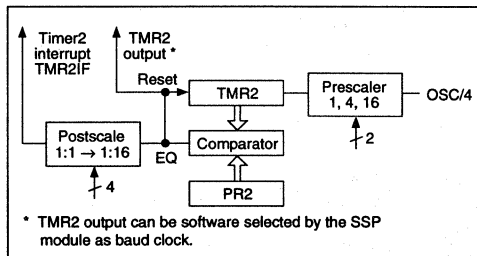 Timer2
interrupt
TMR2IF
TMR2
output *
Reset
TMR2
Prescaler
1, 4, 16
OSC/4
2
Postscale
1:1 → 1:16
EQ
Comparator
4
PR2
* TMR2 output can be software selected by the SSP
module as baud clock.